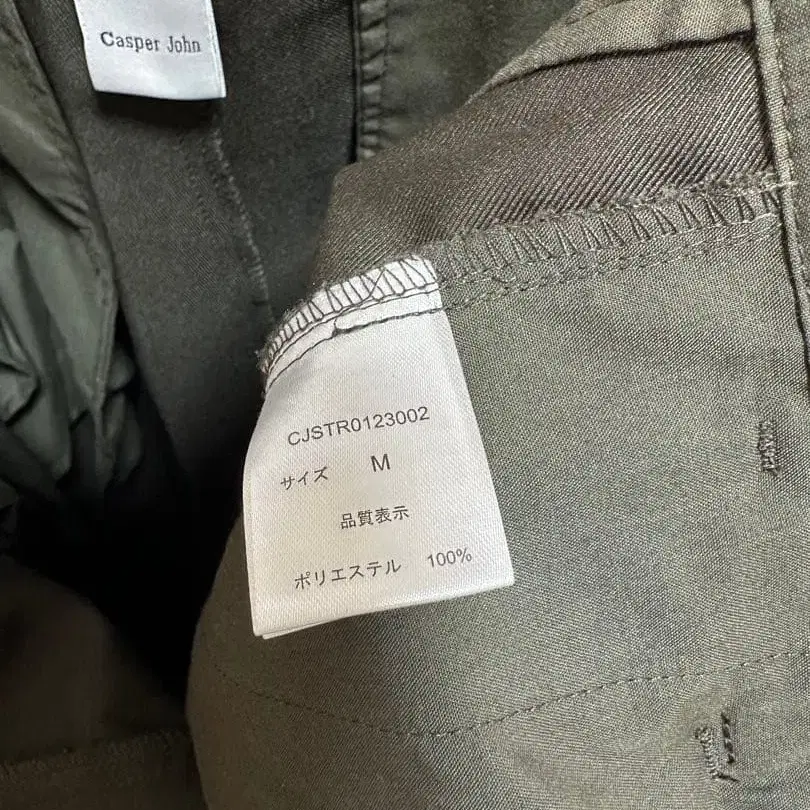 Casper John
CJSTR0123002
サイズ M
品質表示
ポリエステル 100%